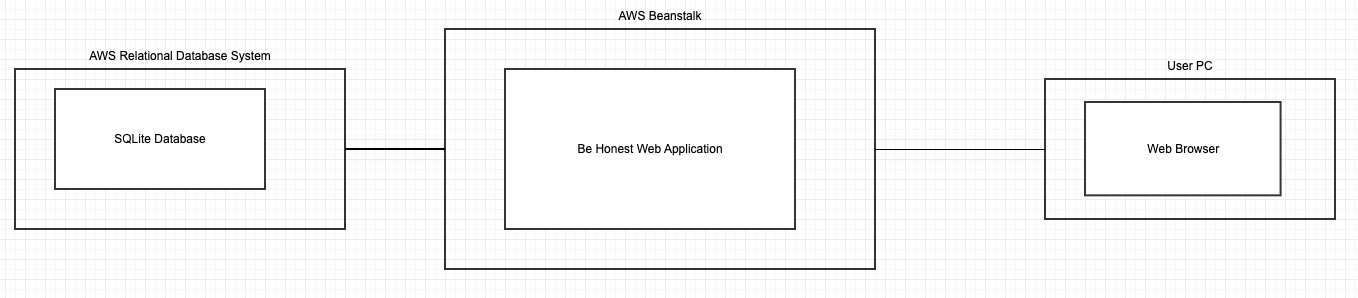 AWS Beanstalk
AWS Relational Database System
User PC
SQLite Database
Be Honest Web Application
Web Browser